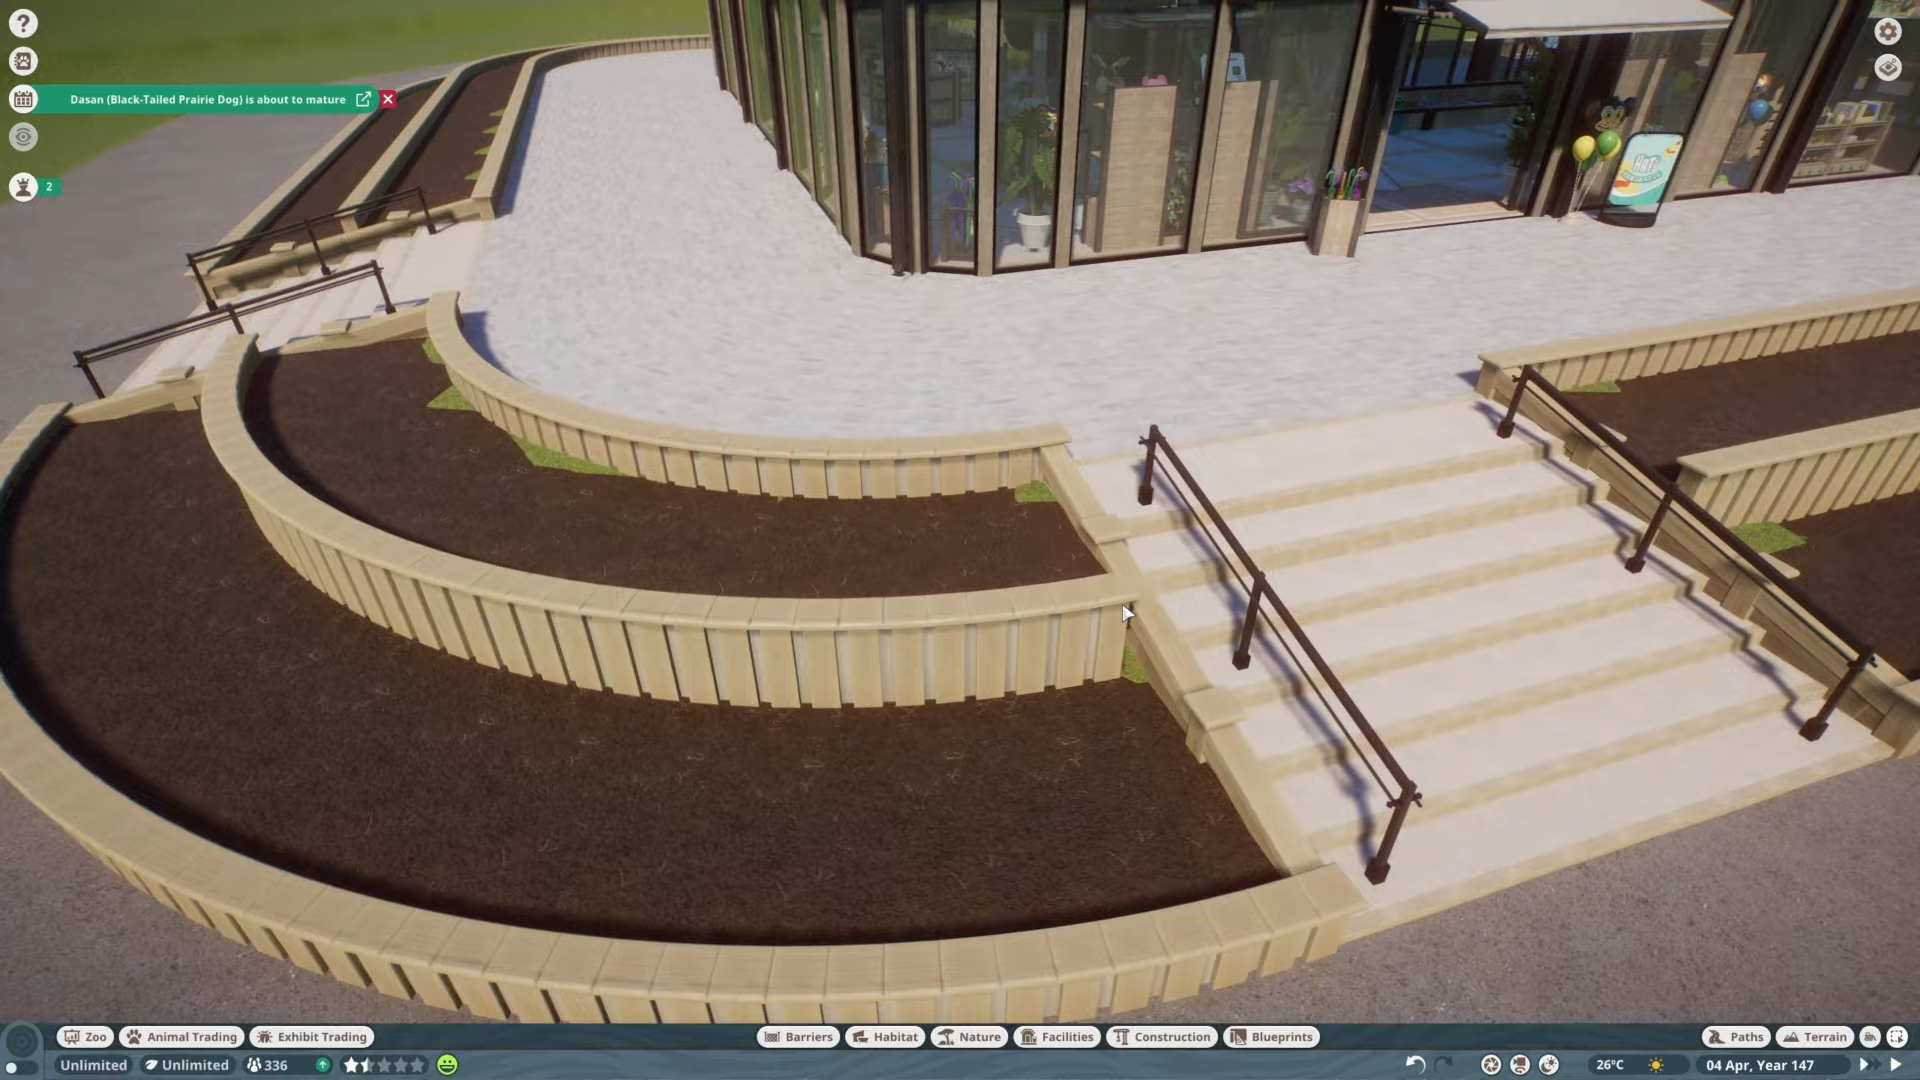 ?
Dasan (Black-Tailed Prairie Dog) is about to mature
2
Zoo
Animal Trading
Exhibit Trading
Barriers
Habitat
Nature
Facilities
Construction
Blueprints
Paths
Terrain
Unlimited
Unlimited
336
26°C
04 Apr, Year 147